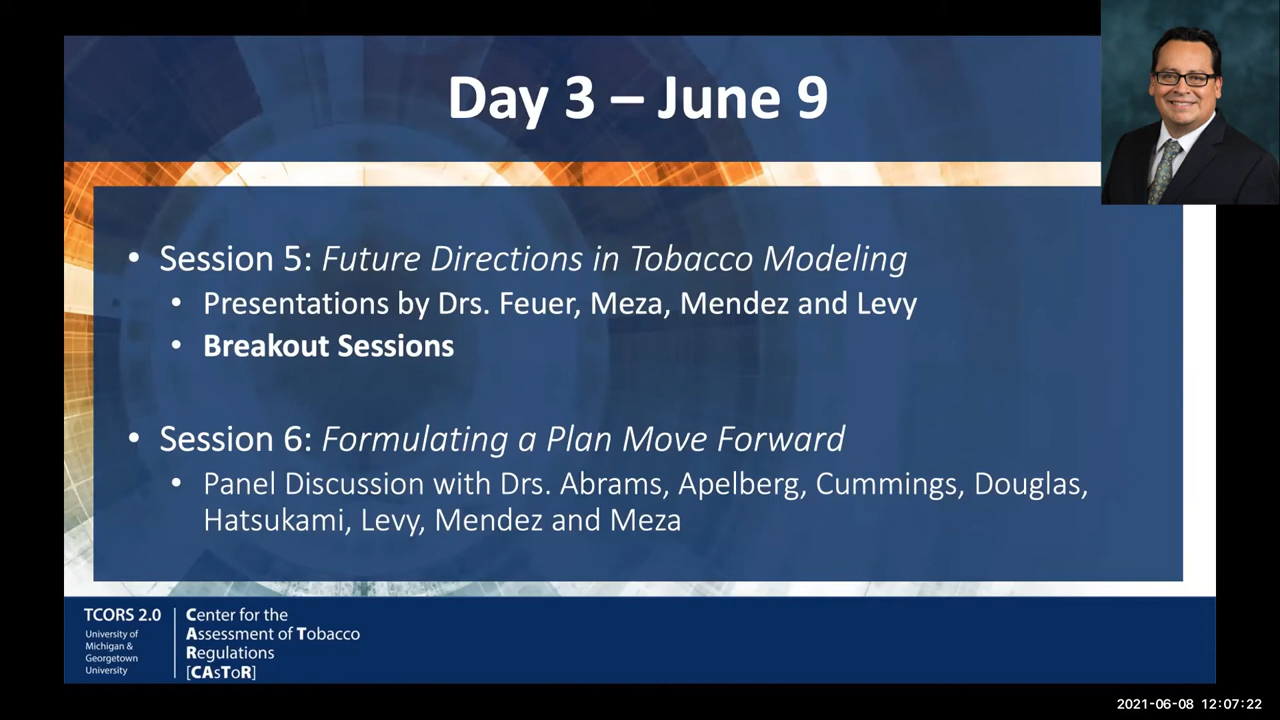 Day 3 – June 9
• Session 5: Future Directions in Tobacco Modeling
• Presentations by Drs. Feuer, Meza, Mendez and Levy
• Breakout Sessions
• Session 6: Formulating a Plan Move Forward
• Panel Discussion with Drs. Abrams, Apelberg, Cummings, Douglas,
Hatsukami, Levy, Mendez and Meza
TCORS 2.0
University of
Michigan &
Georgetown
University
Center for the
Assessment of Tobacco
Regulations
[CAsToR]
2021-06-08 12:07:22